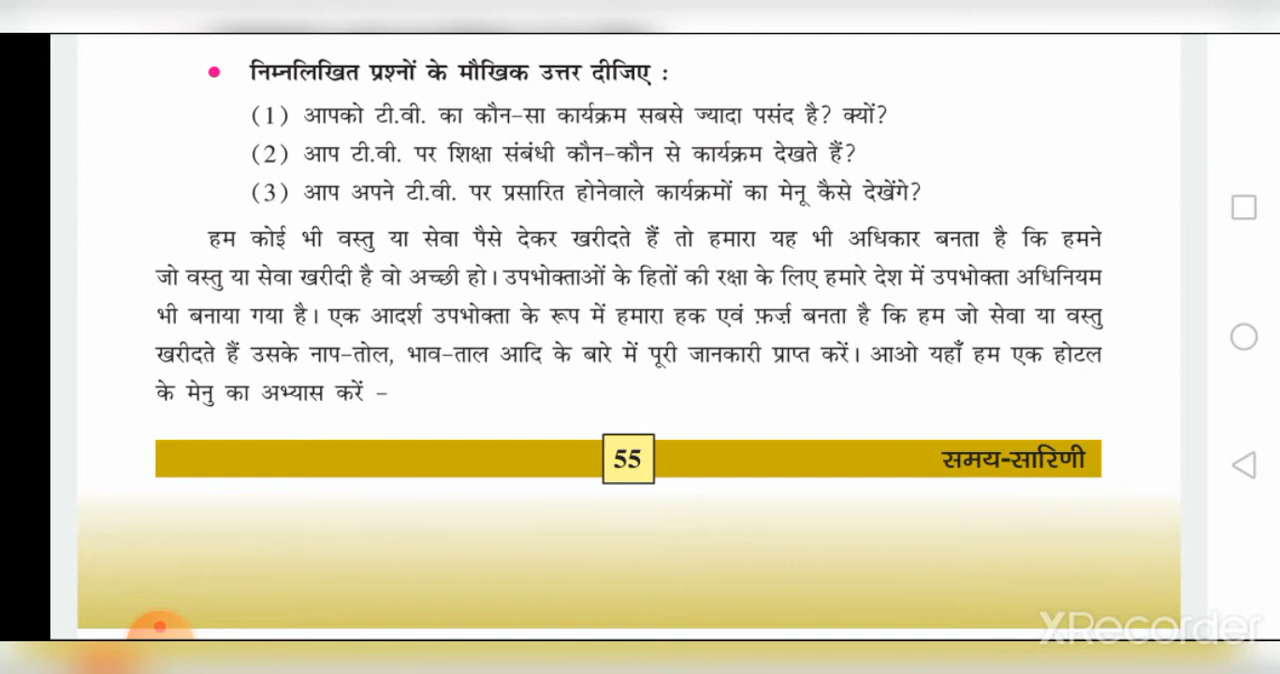 • निम्नलिखित प्रश्नों के मौखिक उत्तर दीजिए :
(1) आपको टी.वी. का कौन-सा कार्यक्रम सबसे ज्यादा पसंद है? क्यों?
(2) आप टी.वी. पर शिक्षा संबंधी कौन-कौन से कार्यक्रम देखते हैं?
(3) आप अपने टी.वी. पर प्रसारित होनेवाले कार्यक्रमों का मेनू कैसे देखेंगे?
हम कोई भी वस्तु या सेवा पैसे देकर खरीदते हैं तो हमारा यह भी अधिकार बनता है कि हमने
जो वस्तु या सेवा खरीदी है वो अच्छी हो। उपभोक्ताओं के हितों की रक्षा के लिए हमारे देश में उपभोक्ता अधिनियम
भी बनाया गया है। एक आदर्श उपभोक्ता के रूप में हमारा हक एवं फ़र्ज़ बनता है कि हम जो सेवा या वस्तु
खरीदते हैं उसके नाप-तोल, भाव-ताल आदि के बारे में पूरी जानकारी प्राप्त करें। आओ यहाँ हम एक होटल
के मेनु का अभ्यास करें –
55
समय-सारिणी
XRecorder